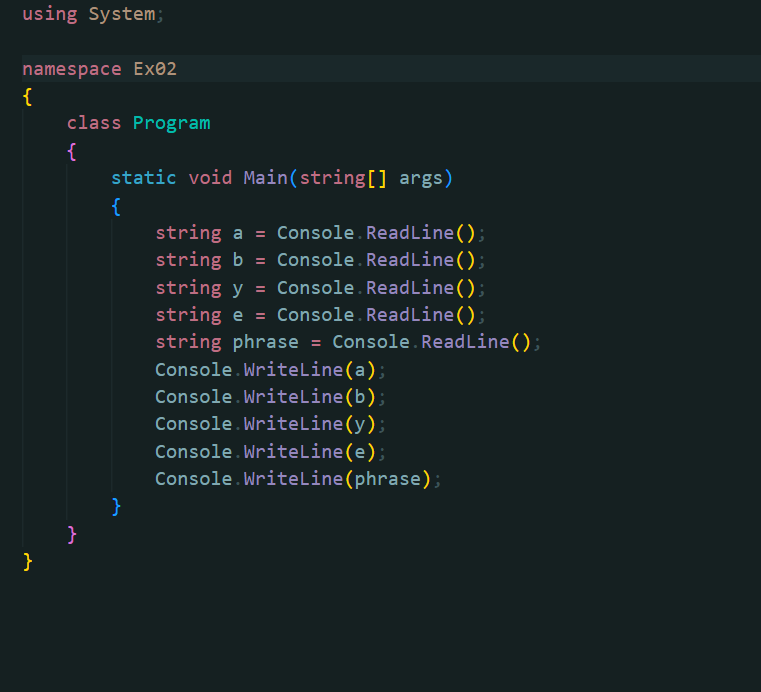 using System;
namespace Ex02
{
class Program
{
static void Main(string[] args)
{
string a = Console.ReadLine();
string b = Console.ReadLine();
string y = Console.ReadLine();
string e = Console.ReadLine();
string phrase = Console.ReadLine();
Console.WriteLine(a);
Console.WriteLine(b);
Console.WriteLine(y);
Console.WriteLine(e);
Console.WriteLine(phrase);
}
}
}